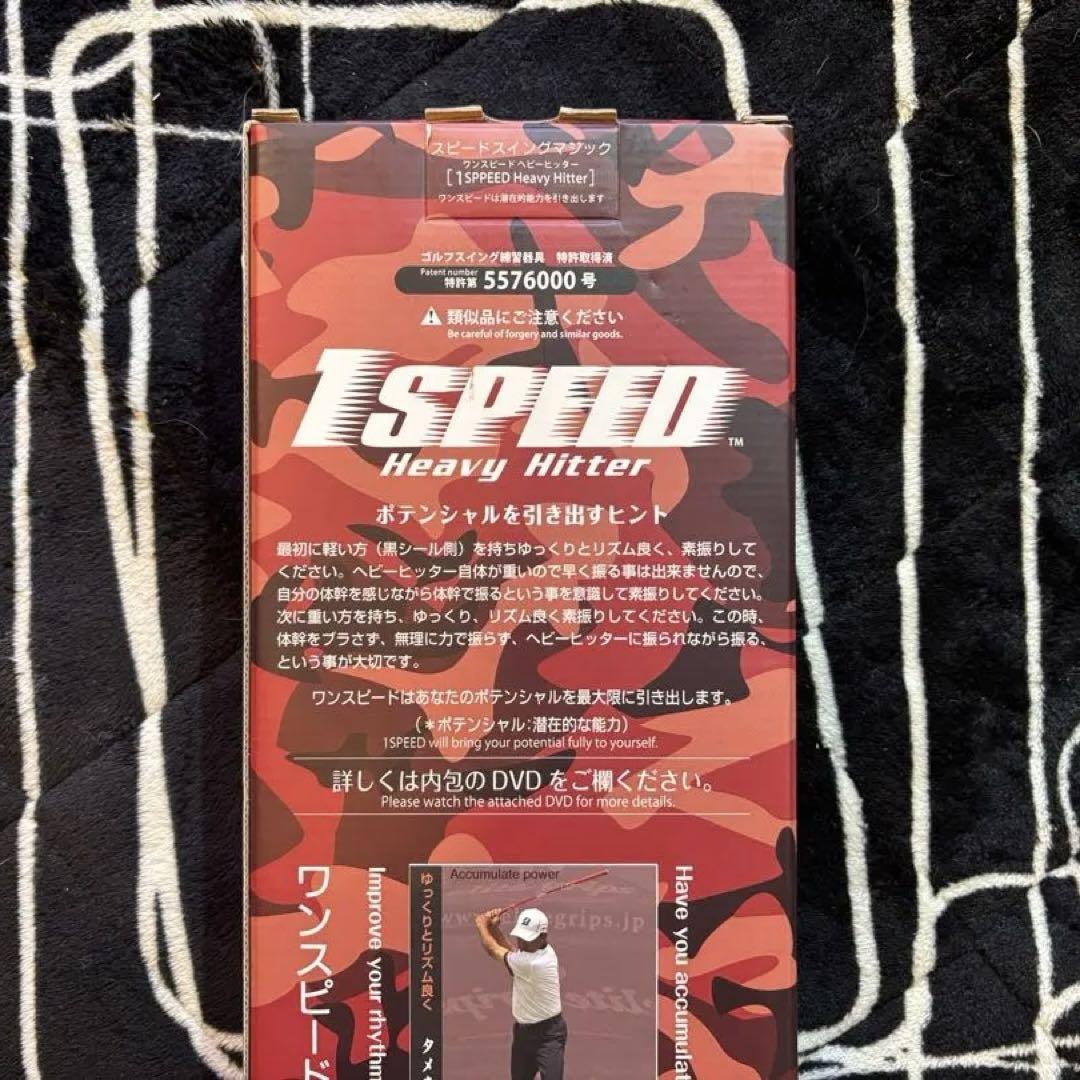 スピードスイングマジック
ワンスピードヘビーヒッター
[1SPPEED Heavy Hitter]
ワンスピードは潜在的能力を引き出します
ゴルフスイング練習器具 特許取得済
Patent number
特許第 5576000 号
類似品にご注意ください
Be careful of forgery and similar goods.
1SPEED TM
Heavy Hitter
ポテンシャルを引き出すヒント
最初に軽い方（黒シール側）を持ちゆっくりとリズム良く、素振りして
ください。ヘビーヒッター自体が重いので早く振る事は出来ませんので、
自分の体幹を感じながら体幹で振るという事を意識して素振りしてください。
次に重い方を持ち、ゆっくり、リズム良く素振りしてください。この時、
体幹をブラさず、無理に力で振らず、ヘビーヒッターに振られながら振る、
という事が大切です。
ワンスピードはあなたのポテンシャルを最大限に引き出します。
（＊ポテンシャル：潜在的な能力）
1SPEED will bring your potential fully to yourself.
詳しくは内包のDVDをご欄ください。
Please watch the attached DVD for more details.
Have you accumulat
Accumulate power
ゆっくりとリズム良く タメ
Improve your rhythm
ワンスピード